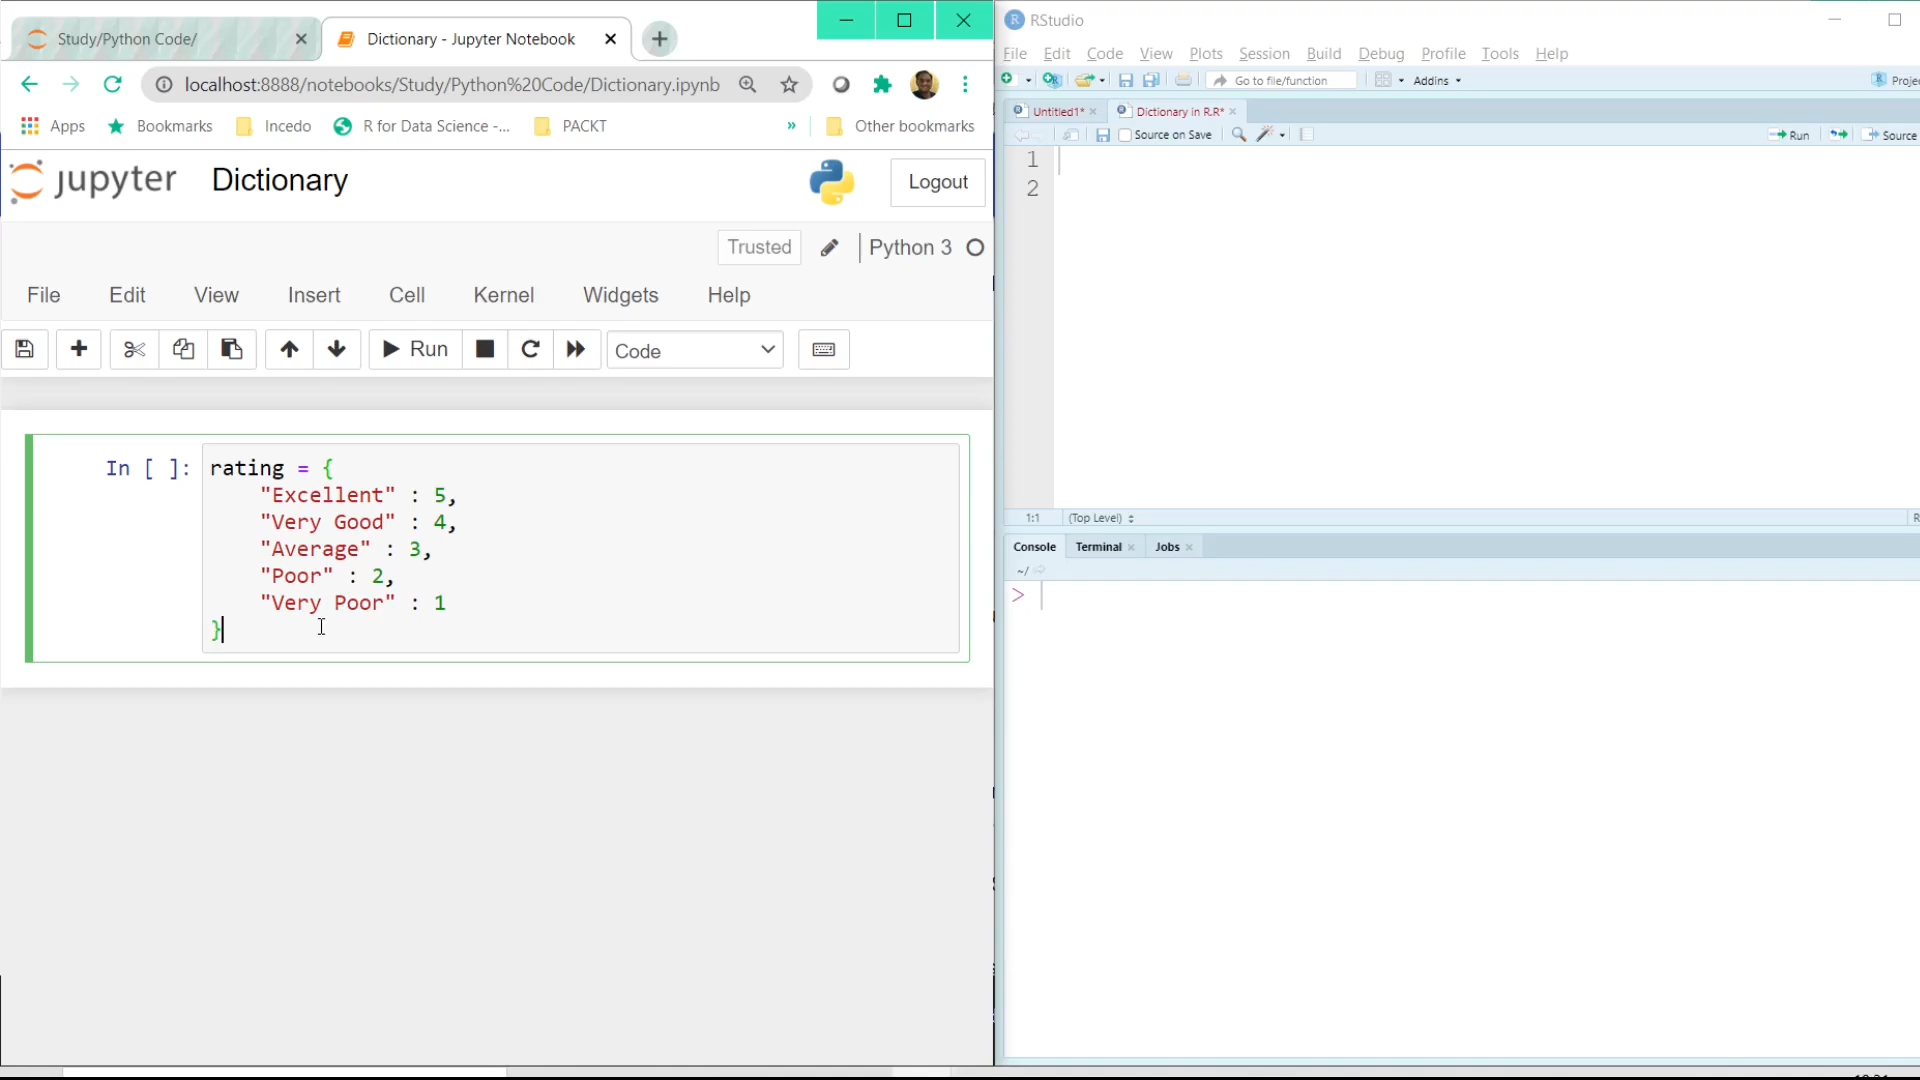 Study/Python Code/
Dictionary - Jupyter Notebook
localhost:8888/notebooks/Study/Python%20Code/Dictionary.ipynb
Apps Bookmarks Incedo R for Data Science -... PACKT » Other bookmarks
jupyter Dictionary
Logout
Trusted Python 3
File Edit View Insert Cell Kernel Widgets Help
Run Code
In [ ]: rating = {
"Excellent" : 5,
"Very Good" : 4,
"Average" : 3,
"Poor" : 2,
"Very Poor" : 1
}
RStudio
File Edit Code View Plots Session Build Debug Profile Tools Help
Go to file/function Addins Proje
Untitled1* Dictionary in R.R*
Source on Save Run Source
1
2
1:1 (Top Level) R
Console Terminal Jobs
~/
>